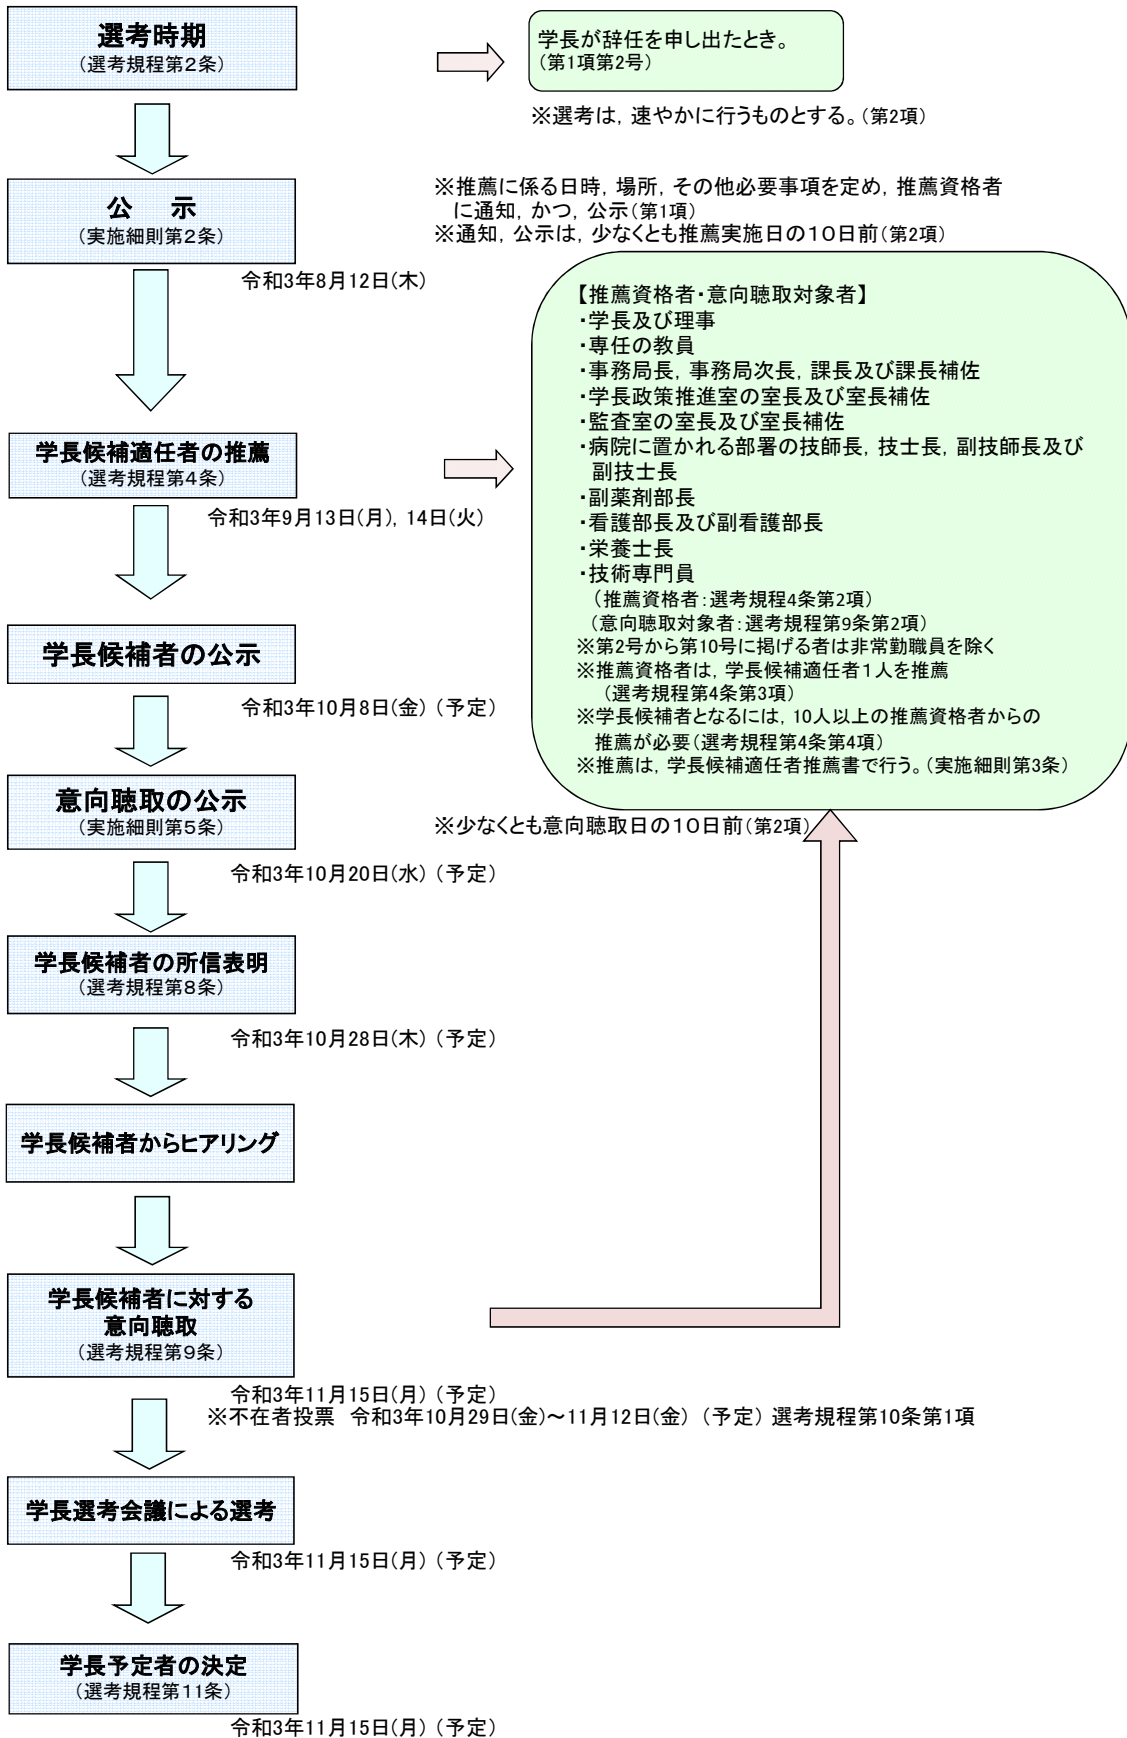 選考時期
（選考規程第２条）
学長が辞任を申し出たとき。
（第1項第2号）
※選考は，速やかに行うものとする。（第2項）
公　示
（実施細則第２条）
※推薦に係る日時，場所，その他必要事項を定め，推薦資格者
に通知，かつ，公示（第1項）
※通知，公示は，少なくとも推薦実施日の１０日前（第2項）
令和3年8月12日(木)
【推薦資格者・意向聴取対象者】
・学長及び理事
・専任の教員
・事務局長，事務局次長，課長及び課長補佐
・学長政策推進室の室長及び室長補佐
・監査室の室長及び室長補佐
・病院に置かれる部署の技師長，技士長，副技師長及び
副技士長
・副薬剤部長
・看護部長及び副看護部長
・栄養士長
・技術専門員
（推薦資格者：選考規程4条第2項）
（意向聴取対象者：選考規程第9条第2項）
※第2号から第10号に掲げる者は非常勤職員を除く
※推薦資格者は，学長候補適任者１人を推薦
（選考規程第4条第3項）
※学長候補者となるには，10人以上の推薦資格者からの
推薦が必要（選考規程第4条第4項）
※推薦は，学長候補適任者推薦書で行う。（実施細則第3条）
学長候補適任者の推薦
（選考規程第４条）
令和3年9月13日(月)，14日(火)
学長候補者の公示
令和3年10月8日(金)（予定）
意向聴取の公示
（実施細則第５条）
※少なくとも意向聴取日の１０日前（第2項）
令和3年10月20日(水)（予定）
学長候補者の所信表明
（選考規程第８条）
令和3年10月28日(木)（予定）
学長候補者からヒアリング
学長候補者に対する
意向聴取
（選考規程第９条）
令和3年11月15日(月)（予定）
※不在者投票　令和3年10月29日(金)～11月12日(金)（予定）選考規程第10条第1項
学長選考会議による選考
令和3年11月15日(月)（予定）
学長予定者の決定
（選考規程第１１条）
令和3年11月15日(月)（予定）